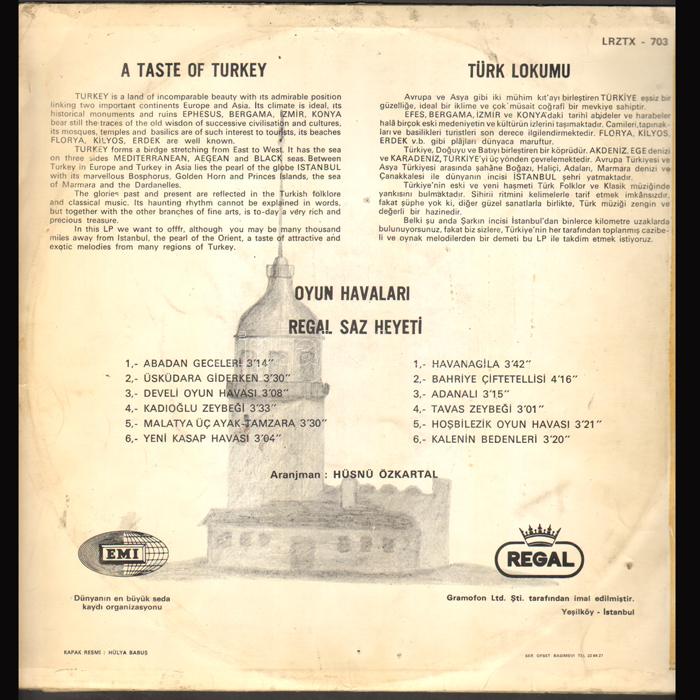 LRZTX - 703
A TASTE OF TURKEY
TURKEY is a land of incomparable beauty with its admirable position
linking two important continents Europe and Asia. Its climate is ideal, its
historical monuments and ruins EPHESUS, BERGAMA, İZMİR, KONYA
bear still the traces of the old wisdom of successive civilisation and cultures,
its mosques, temples and basilics are of such interest to tourists, its beaches
FLORYA, KİLYOS, ERDEK are well known.
TURKEY forms a birdge stretching from East to West. It has the sea
on three sides MEDITERRANEAN, AEGEAN and BLACK seas. Between
Turkey in Europe and Turkey in Asia lies the pearl of the globe ISTANBUL
with its marvellous Bosphorus, Golden Horn and Princes Islands, the sea
of Marmara and the Dardanelles.
The glories past and present are reflected in the Turkish folklore
and classical music. Its haunting rhythm cannot be explained in words,
but together with the other branches of fine arts, is to-day a very rich and
precious treasure.
In this LP we want to offfr, although you may be many thousand
miles away from Istanbul, the pearl of the Orient, a taste of attractive and
exotic melodies from many regions of Turkey.
TÜRK LOKUMU
Avrupa ve Asya gibi iki mühim kıt'ayı birleştiren TÜRKİYE eşsiz bir
güzelliğe, ideal bir iklime ve çok müsait coğrafi bir mevkiye sahiptir.
EFES, BERGAMA, İZMİR ve KONYA'daki tarihi abideler ve harabeler
halâ birçok eski medeniyetin ve kültürün izlerini taşımaktadır. Camileri, tapınak-
ları ve basilikleri turistleri son derece ilgilendirmektedir. FLORYA, KİLYOS,
ERDEK v.b. gibi plâjları dünyaca maruftur.
Türkiye, Doğuyu ve Batıyı birleştiren bir köprüdür. AKDENİZ, EGE denizi
ve KARADENİZ, TÜRKİYE'yi üç yönden çevrelemektedir. Avrupa Türkiyesi ve
Asya Türkiyesi arasında şahâne Boğazı, Haliçi, Adaları, Marmara denizi ve
Çanakkalesi ile dünyanın incisi İSTANBUL şehri yatmaktadır.
Türkiye'nin eski ve yeni haşmeti Türk Folklor ve Klasik müziğinde
yankısını bulmaktadır. Sihirli ritmini kelimelerle tarif etmek imkânsızdır,
fakat şüphe yok ki, diğer güzel sanatlarla birlikte, Türk müziği zengin ve
değerli bir hazinedir.
Belki şu anda Şarkın incisi İstanbul'dan binlerce kilometre uzaklarda
bulunuyorsunuz, fakat biz sizlere, Türkiye'nin her tarafından toplanmış cazibe-
li ve oynak melodilerden bir demeti bu LP ile takdim etmek istiyoruz.
OYUN HAVALARI
REGAL SAZ HEYETİ
1,- ABADAN GECELERİ 3'14"
2,- ÜSKÜDARA GİDERKEN 3'30"
3,- DEVELİ OYUN HAVASI 3'08"
4,- KADIOĞLU ZEYBEĞİ 3'33"
5,- MALATYA ÜÇ AYAK-TAMZARA 3'30"
6,- YENİ KASAP HAVASI 3'04"
1,- HAVANAGİLA 3'42"
2,- BAHRİYE ÇİFTETELLİSİ 4'16"
3,- ADANALI 3'15"
4,- TAVAS ZEYBEĞİ 3'01"
5,- HOŞBİLEZİK OYUN HAVASI 3'21"
6,- KALENİN BEDENLERİ 3'20"
Aranjman : HÜSNÜ ÖZKARTAL
EMI
Dünyanın en büyük seda
kaydı organizasyonu
REGAL
Gramofon Ltd. Şti. tarafından imal edilmiştir.
Yeşilköy - İstanbul
KAPAK RESMİ : HÜLYA BABUŞ
SER OFSET BASIMEVİ TEL 22 84 27